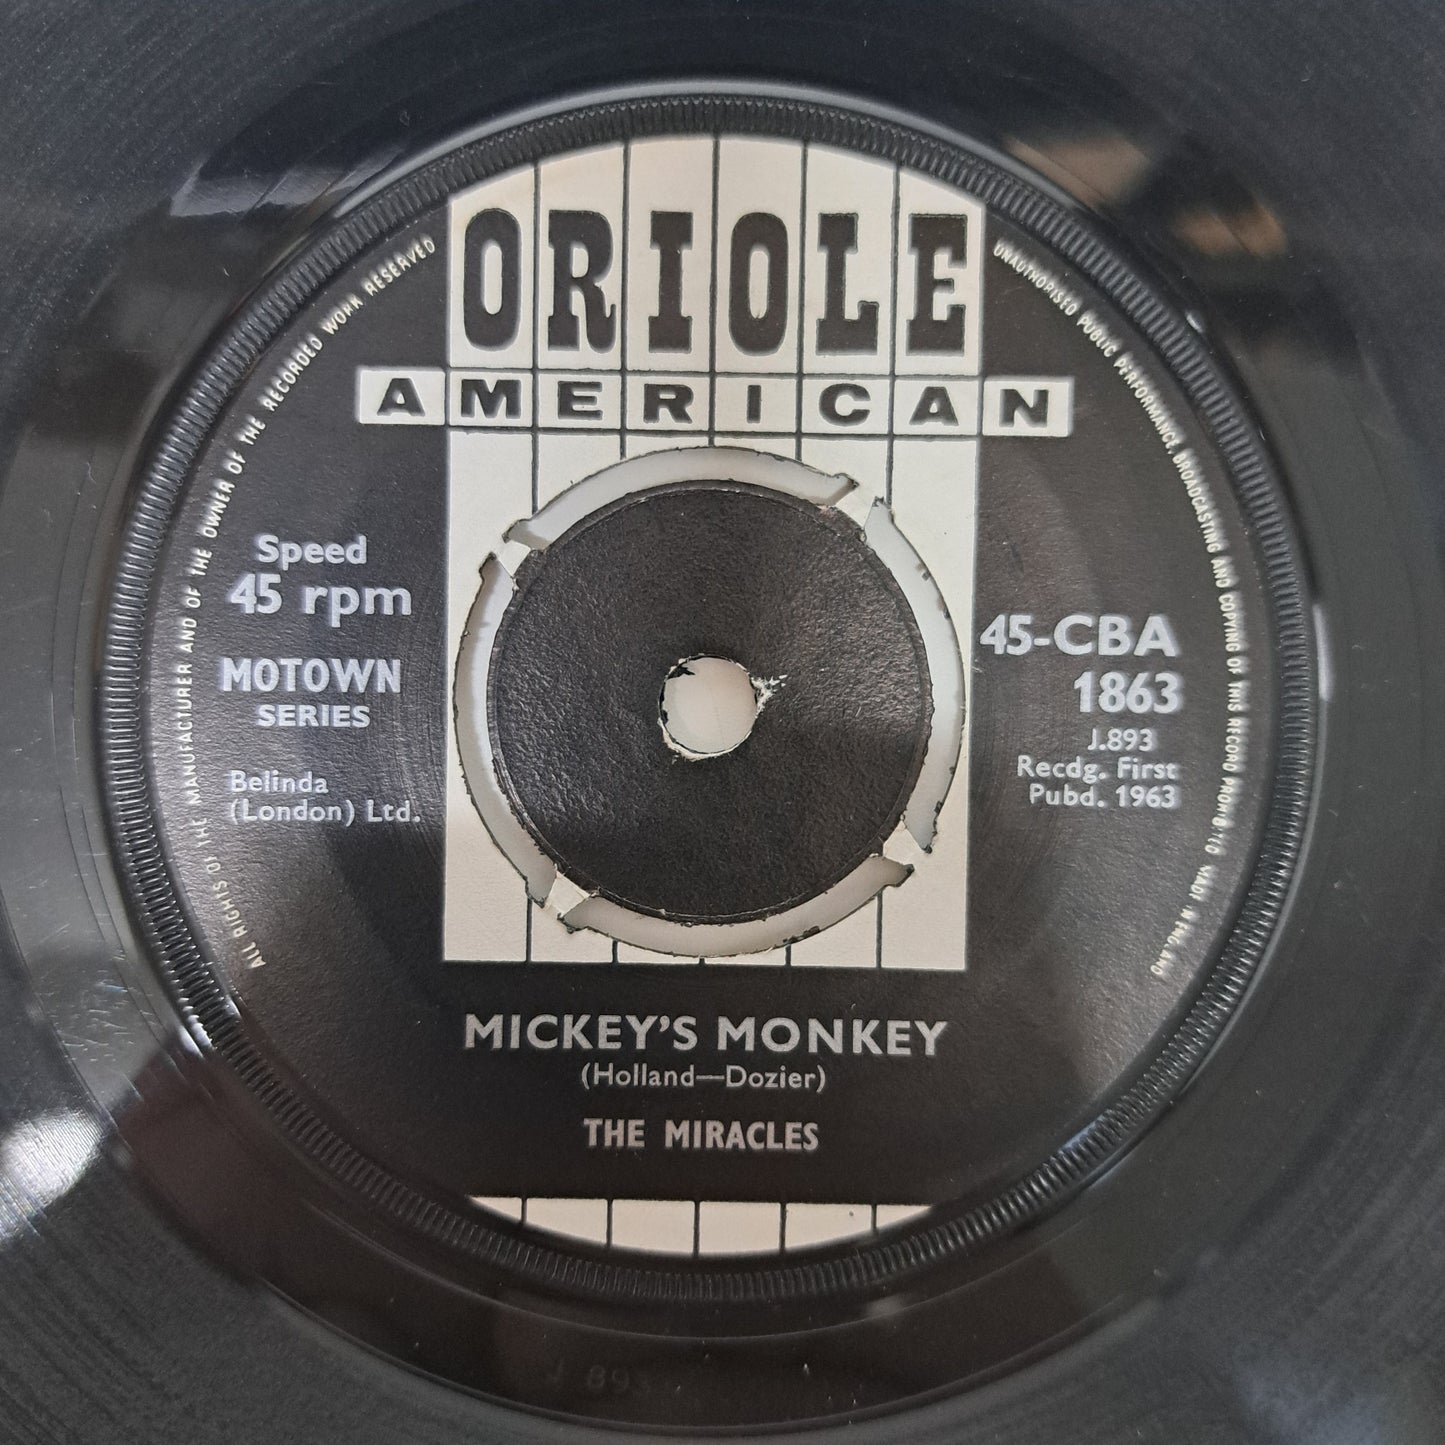 ORIOLE
AMERICAN
ALL RIGHTS OF THE MANUFACTURER AND OF THE OWNER OF THE RECORDED WORK RESERVED
UNAUTHORISED PUBLIC PERFORMANCE, BROADCASTING AND COPYING OF THIS RECORD PROHIBITED MADE IN ENGLAND
Speed
45 rpm
MOTOWN
SERIES
Belinda
(London) Ltd.
45-CBA
1863
J.893
Recdg. First
Pubd. 1963
MICKEY'S MONKEY
(Holland—Dozier)
THE MIRACLES
J 893